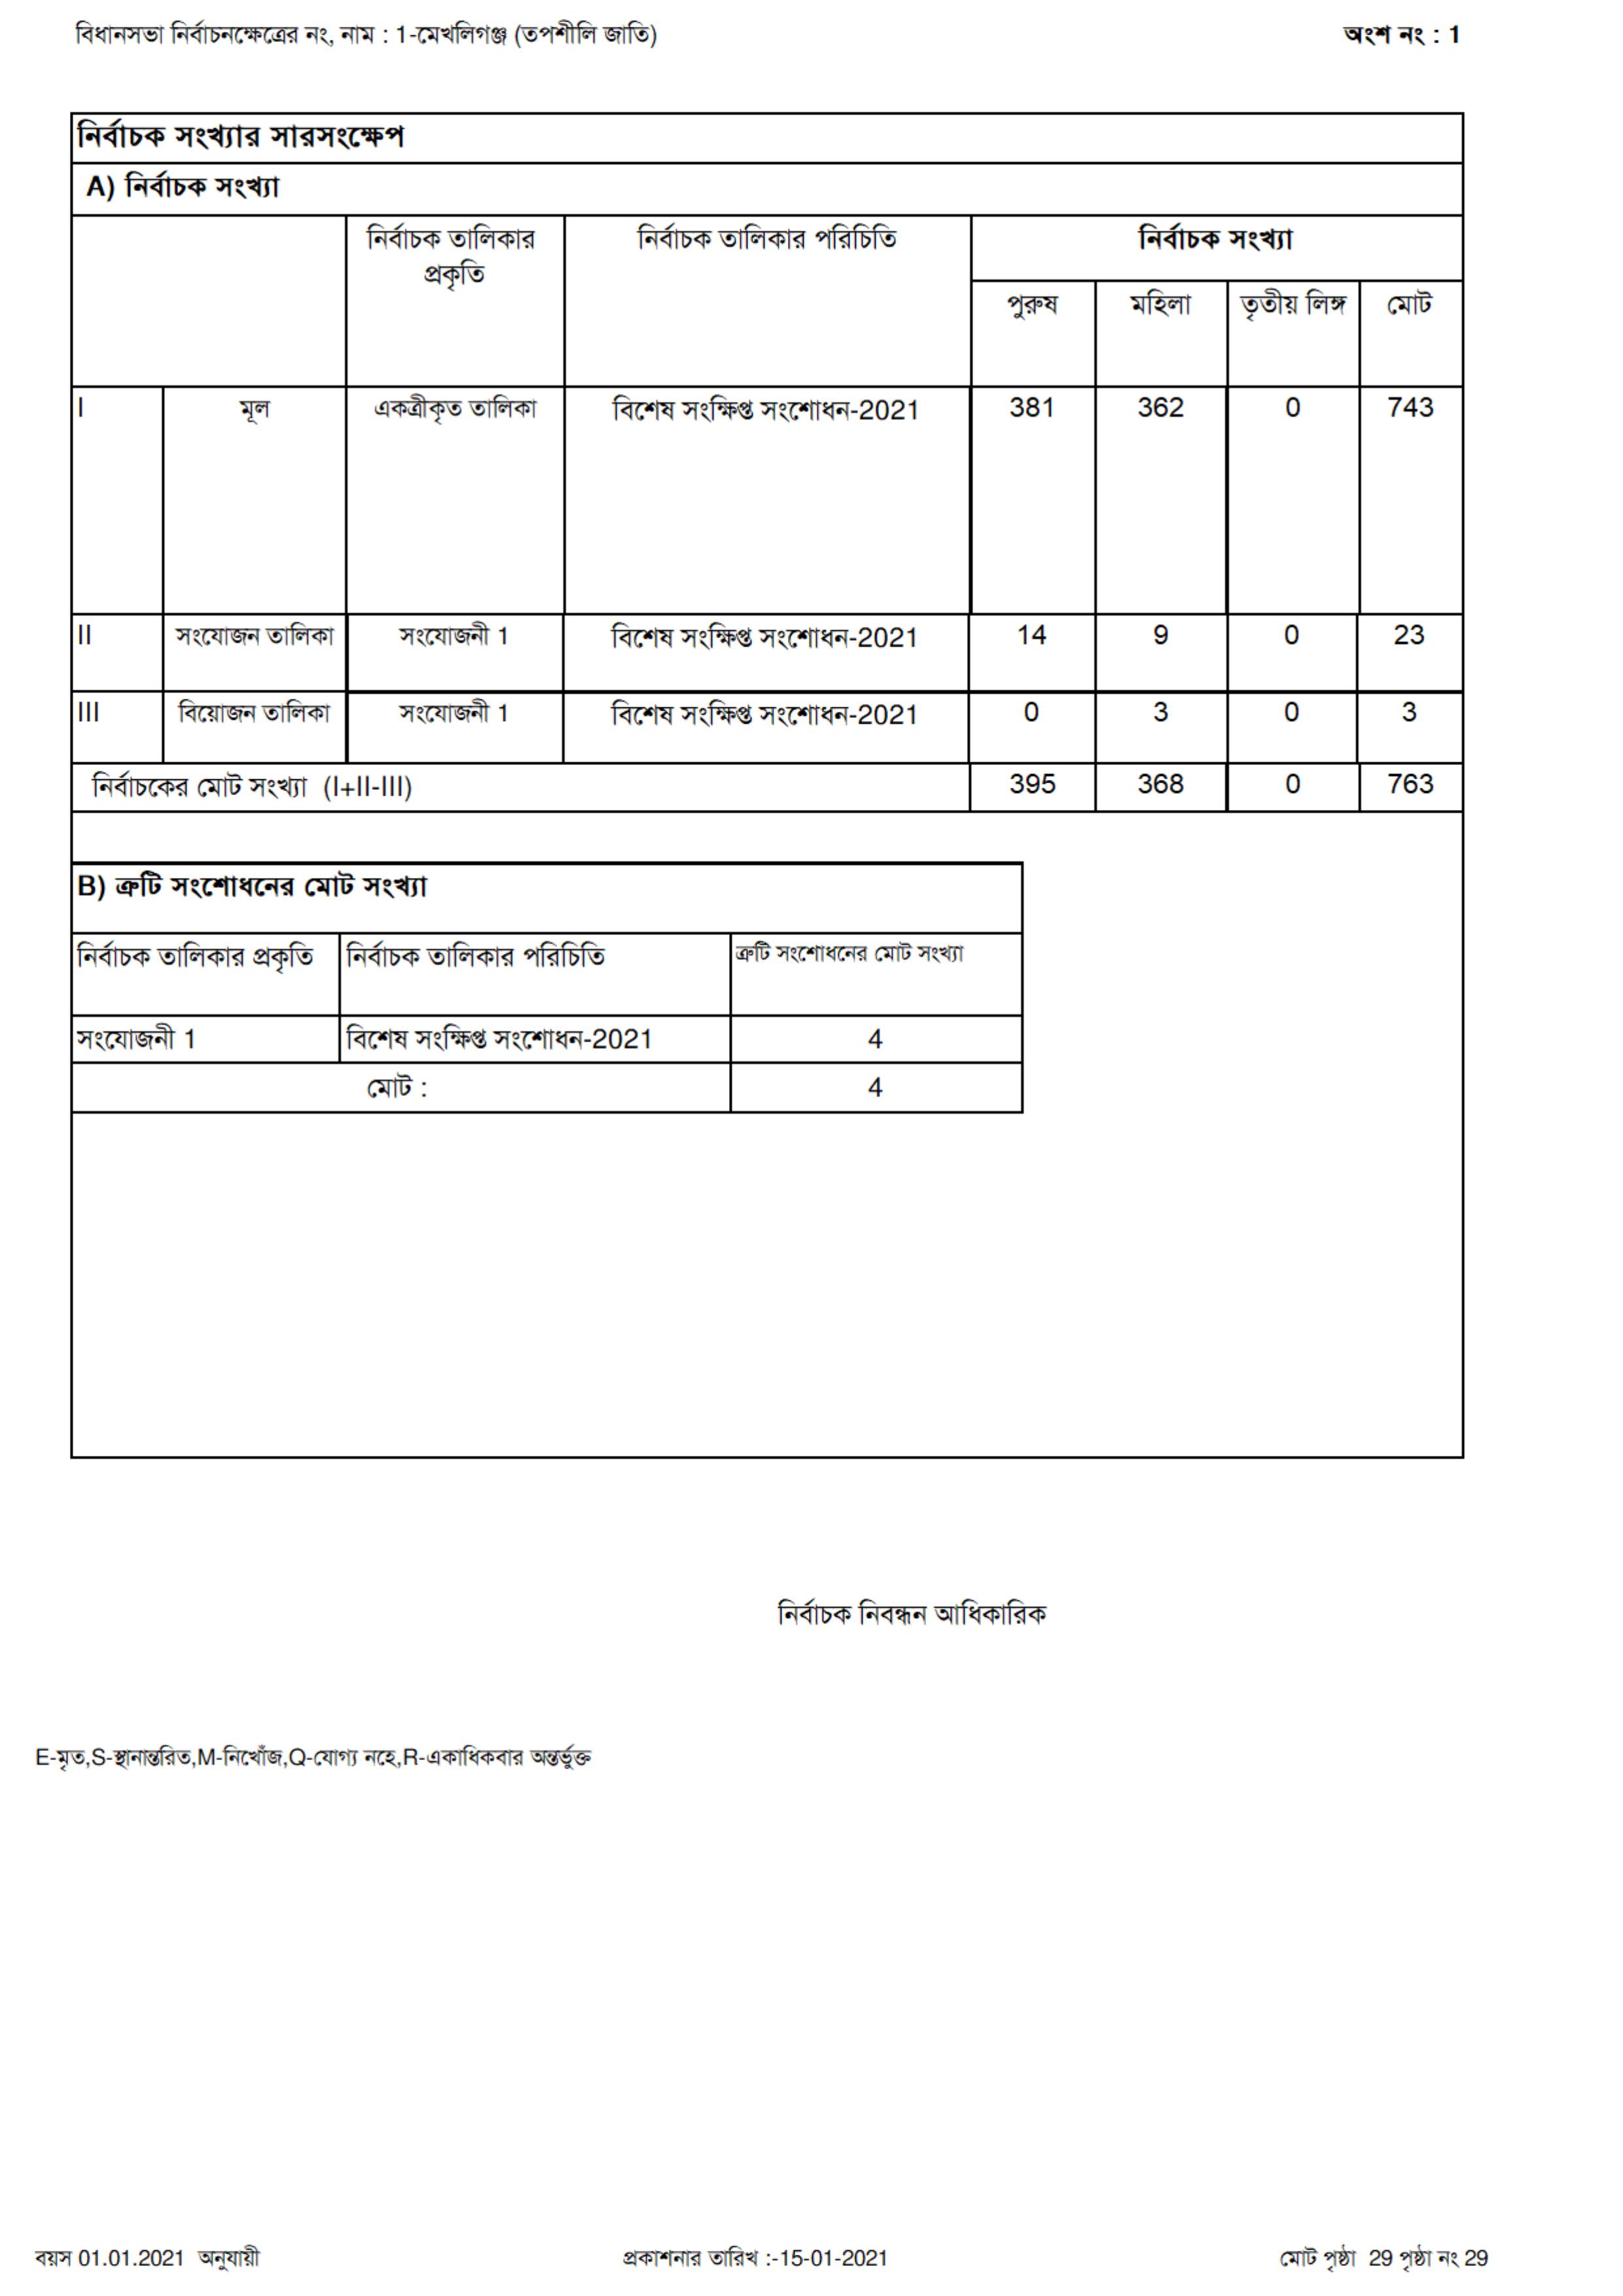 বিধানসভা নির্বাচনক্ষেত্রের নং, নাম : 1-মেখলিগঞ্জ (তপশীলি জাতি) অংশ নং : 1
নির্বাচক সংখ্যার সারসংক্ষেপ
A) নির্বাচক সংখ্যা
নির্বাচক তালিকার প্রকৃতি নির্বাচক তালিকার পরিচিতি নির্বাচক সংখ্যা
পুরুষ মহিলা তৃতীয় লিঙ্গ মোট
I মূল একত্রীকৃত তালিকা বিশেষ সংক্ষিপ্ত সংশোধন-2021 381 362 0 743
II সংযোজন তালিকা সংযোজনী 1 বিশেষ সংক্ষিপ্ত সংশোধন-2021 14 9 0 23
III বিয়োজন তালিকা সংযোজনী 1 বিশেষ সংক্ষিপ্ত সংশোধন-2021 0 3 0 3
নির্বাচকের মোট সংখ্যা (I+II-III) 395 368 0 763
B) ত্রুটি সংশোধনের মোট সংখ্যা
নির্বাচক তালিকার প্রকৃতি নির্বাচক তালিকার পরিচিতি ত্রুটি সংশোধনের মোট সংখ্যা
সংযোজনী 1 বিশেষ সংক্ষিপ্ত সংশোধন-2021 4
মোট : 4
নির্বাচক নিবন্ধন আধিকারিক
E-মৃত,S-স্থানান্তরিত,M-নিখোঁজ,Q-যোগ্য নহে,R-একাধিকবার অন্তর্ভুক্ত
বয়স 01.01.2021 অনুযায়ী প্রকাশনার তারিখ :-15-01-2021 মোট পৃষ্ঠা 29 পৃষ্ঠা নং 29